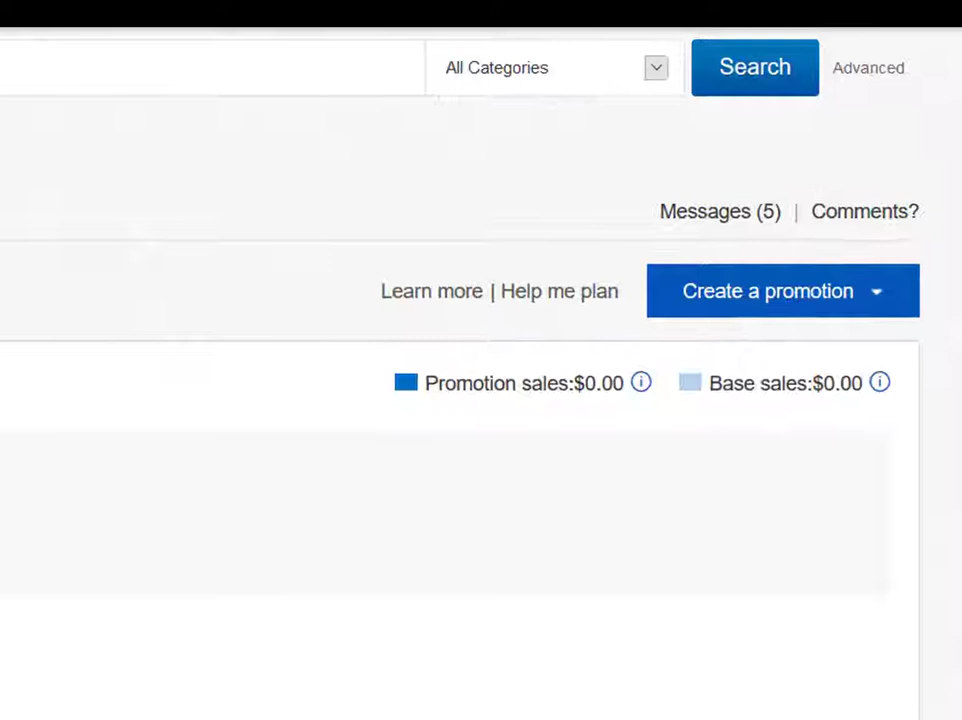 All Categories Search Advanced
Messages (5) | Comments?
Learn more | Help me plan Create a promotion
Promotion sales:$0.00 Base sales:$0.00